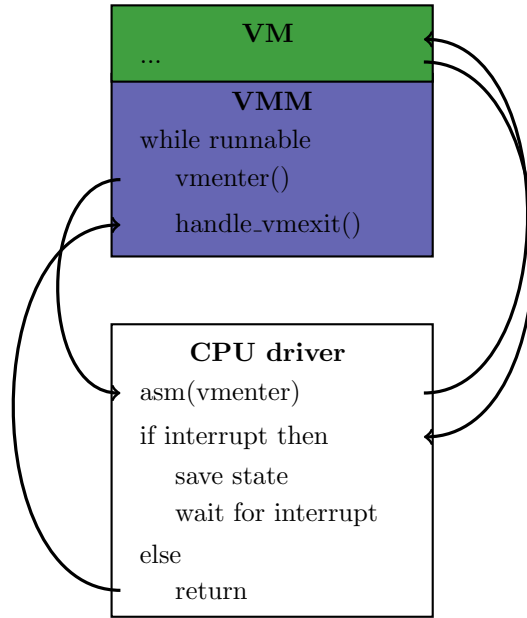 VM
...
VMM
while runnable
vmenter()
handle_vmexit()
CPU driver
asm(vmenter)
if interrupt then
save state
wait for interrupt
else
return